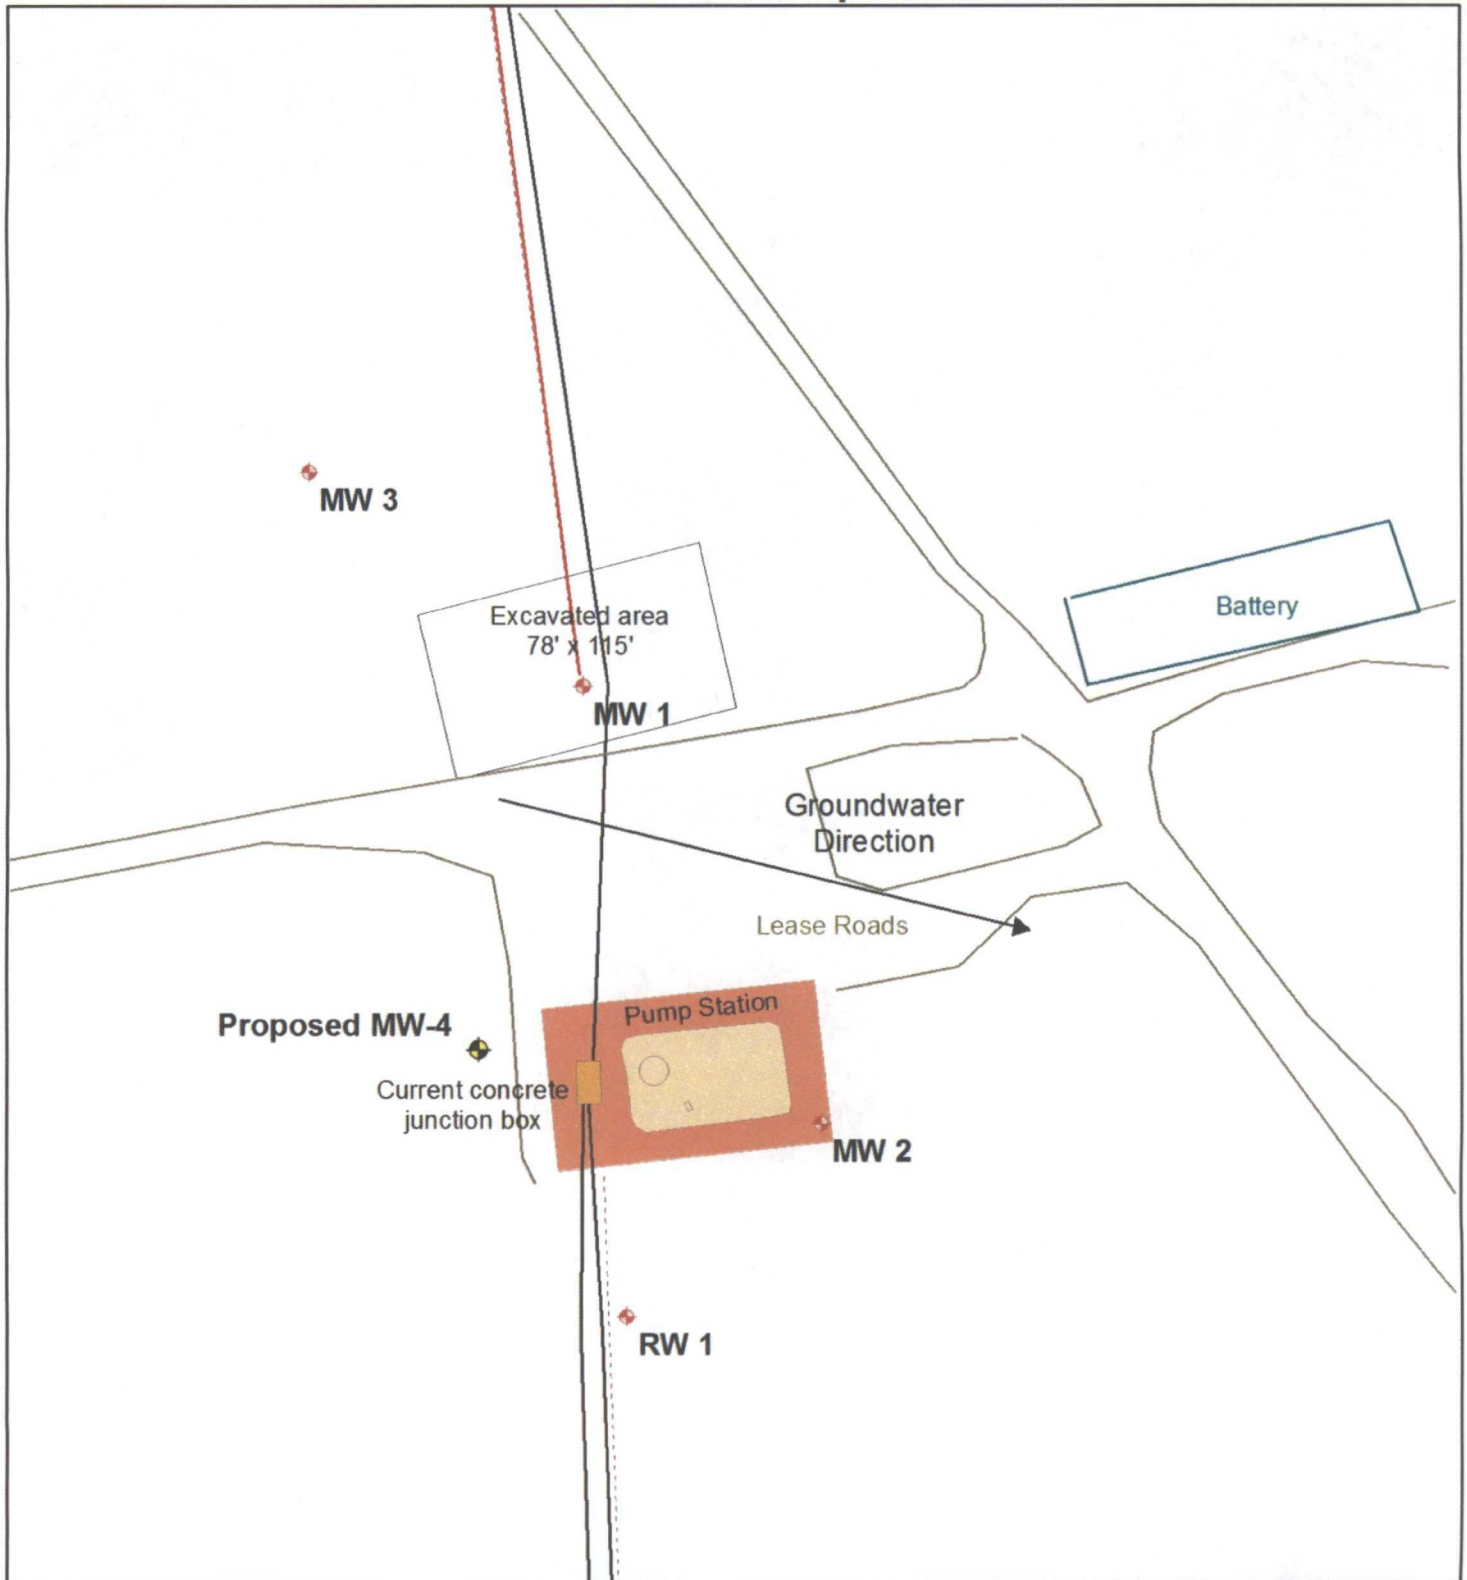 MW 3
Excavated area
78' x 115'
MW 1
Battery
Groundwater
Direction
Lease Roads
Pump Station
Proposed MW-4
Current concrete
junction box
MW 2
RW 1